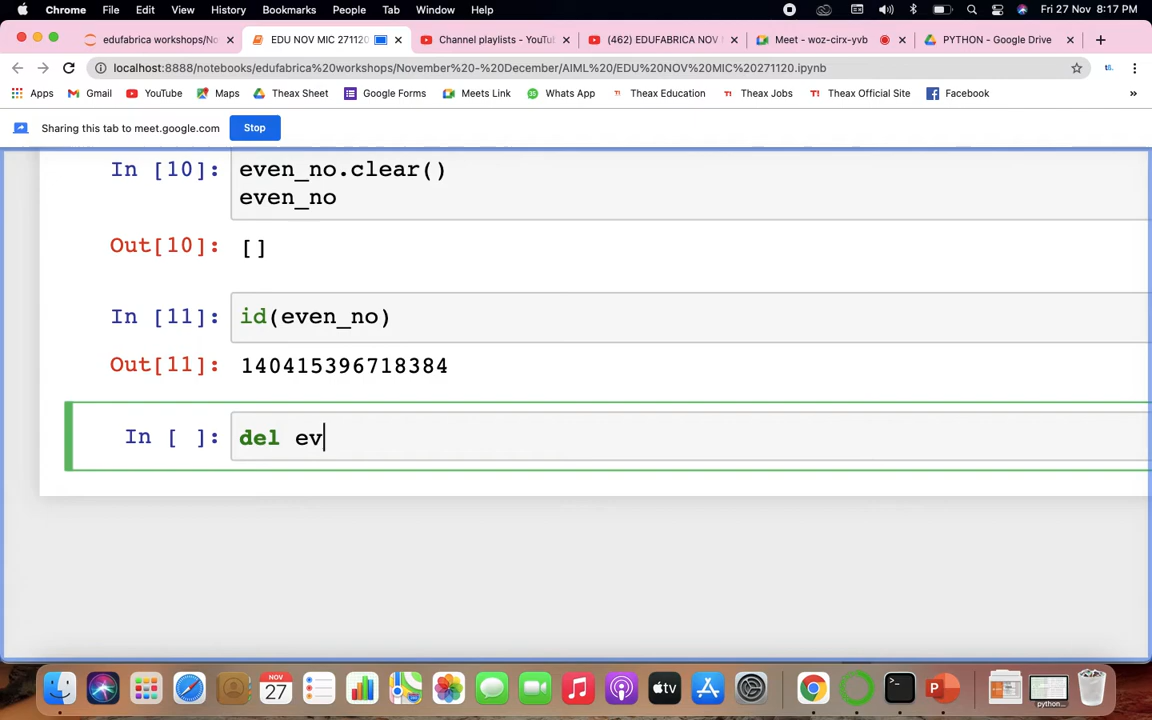 Chrome File Edit View History Bookmarks People Tab Window Help Fri 27 Nov 8:17 PM
edufabrica workshops/No EDU NOV MIC 271120 Channel playlists - YouTu (462) EDUFABRICA NOV Meet - woz-cirx-yvb PYTHON - Google Drive
localhost:8888/notebooks/edufabrica%20workshops/November%20-%20December/AIML%20/EDU%20NOV%20MIC%20271120.ipynb
Apps Gmail YouTube Maps Theax Sheet Google Forms Meets Link Whats App Theax Education Theax Jobs Theax Official Site Facebook »
Sharing this tab to meet.google.com Stop
In [10]: even_no.clear()
even_no
Out[10]: []
In [11]: id(even_no)
Out[11]: 140415396718384
In [ ]: del ev
NOV
27
tv
python...